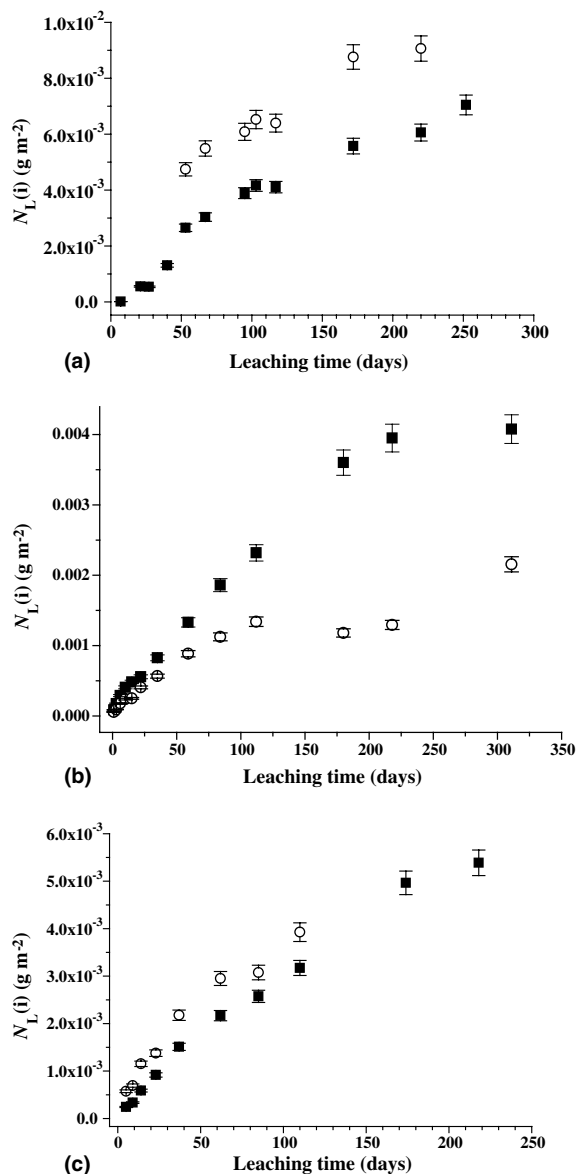 1.0x10⁻²
8.0x10⁻³
6.0x10⁻³
4.0x10⁻³
2.0x10⁻³
0.0
N_L(i) (g m⁻²)
0 50 100 150 200 250 300
(a) Leaching time (days)
0.004
0.003
0.002
0.001
0.000
N_L(i) (g m⁻²)
0 50 100 150 200 250 300 350
(b) Leaching time (days)
6.0x10⁻³
5.0x10⁻³
4.0x10⁻³
3.0x10⁻³
2.0x10⁻³
1.0x10⁻³
0.0
N_L(i) (g m⁻²)
0 50 100 150 200 250
(c) Leaching time (days)